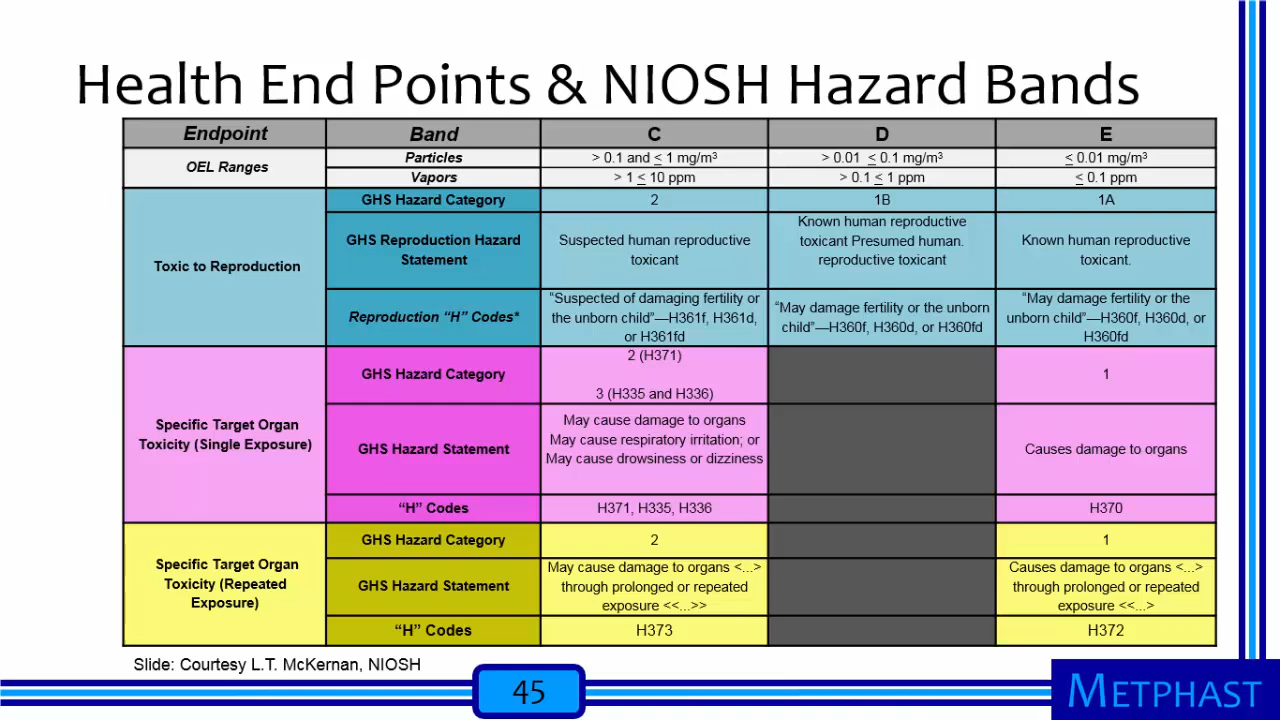 Health End Points & NIOSH Hazard Bands
Endpoint Band C D E
OEL Ranges
Particles > 0.1 and ≤ 1 mg/m³ > 0.01 ≤ 0.1 mg/m³ ≤ 0.01 mg/m³
Vapors > 1 ≤ 10 ppm > 0.1 ≤ 1 ppm ≤ 0.1 ppm
Toxic to Reproduction
GHS Hazard Category 2 1B 1A
GHS Reproduction Hazard
Statement
Suspected human reproductive
toxicant
Known human reproductive
toxicant Presumed human.
reproductive toxicant
Known human reproductive
toxicant.
Reproduction “H” Codes*
“Suspected of damaging fertility or
the unborn child”—H361f, H361d,
or H361fd
“May damage fertility or the unborn
child”—H360f, H360d, or H360fd
“May damage fertility or the
unborn child”—H360f, H360d, or
H360fd
Specific Target Organ
Toxicity (Single Exposure)
GHS Hazard Category
2 (H371)
3 (H335 and H336)
1
GHS Hazard Statement
May cause damage to organs
May cause respiratory irritation; or
May cause drowsiness or dizziness
Causes damage to organs
“H” Codes H371, H335, H336 H370
Specific Target Organ
Toxicity (Repeated
Exposure)
GHS Hazard Category 2 1
GHS Hazard Statement
May cause damage to organs <...>
through prolonged or repeated
exposure <<...>>
Causes damage to organs <...>
through prolonged or repeated
exposure <<...>
“H” Codes H373 H372
Slide: Courtesy L.T. McKernan, NIOSH
45
METPHAST